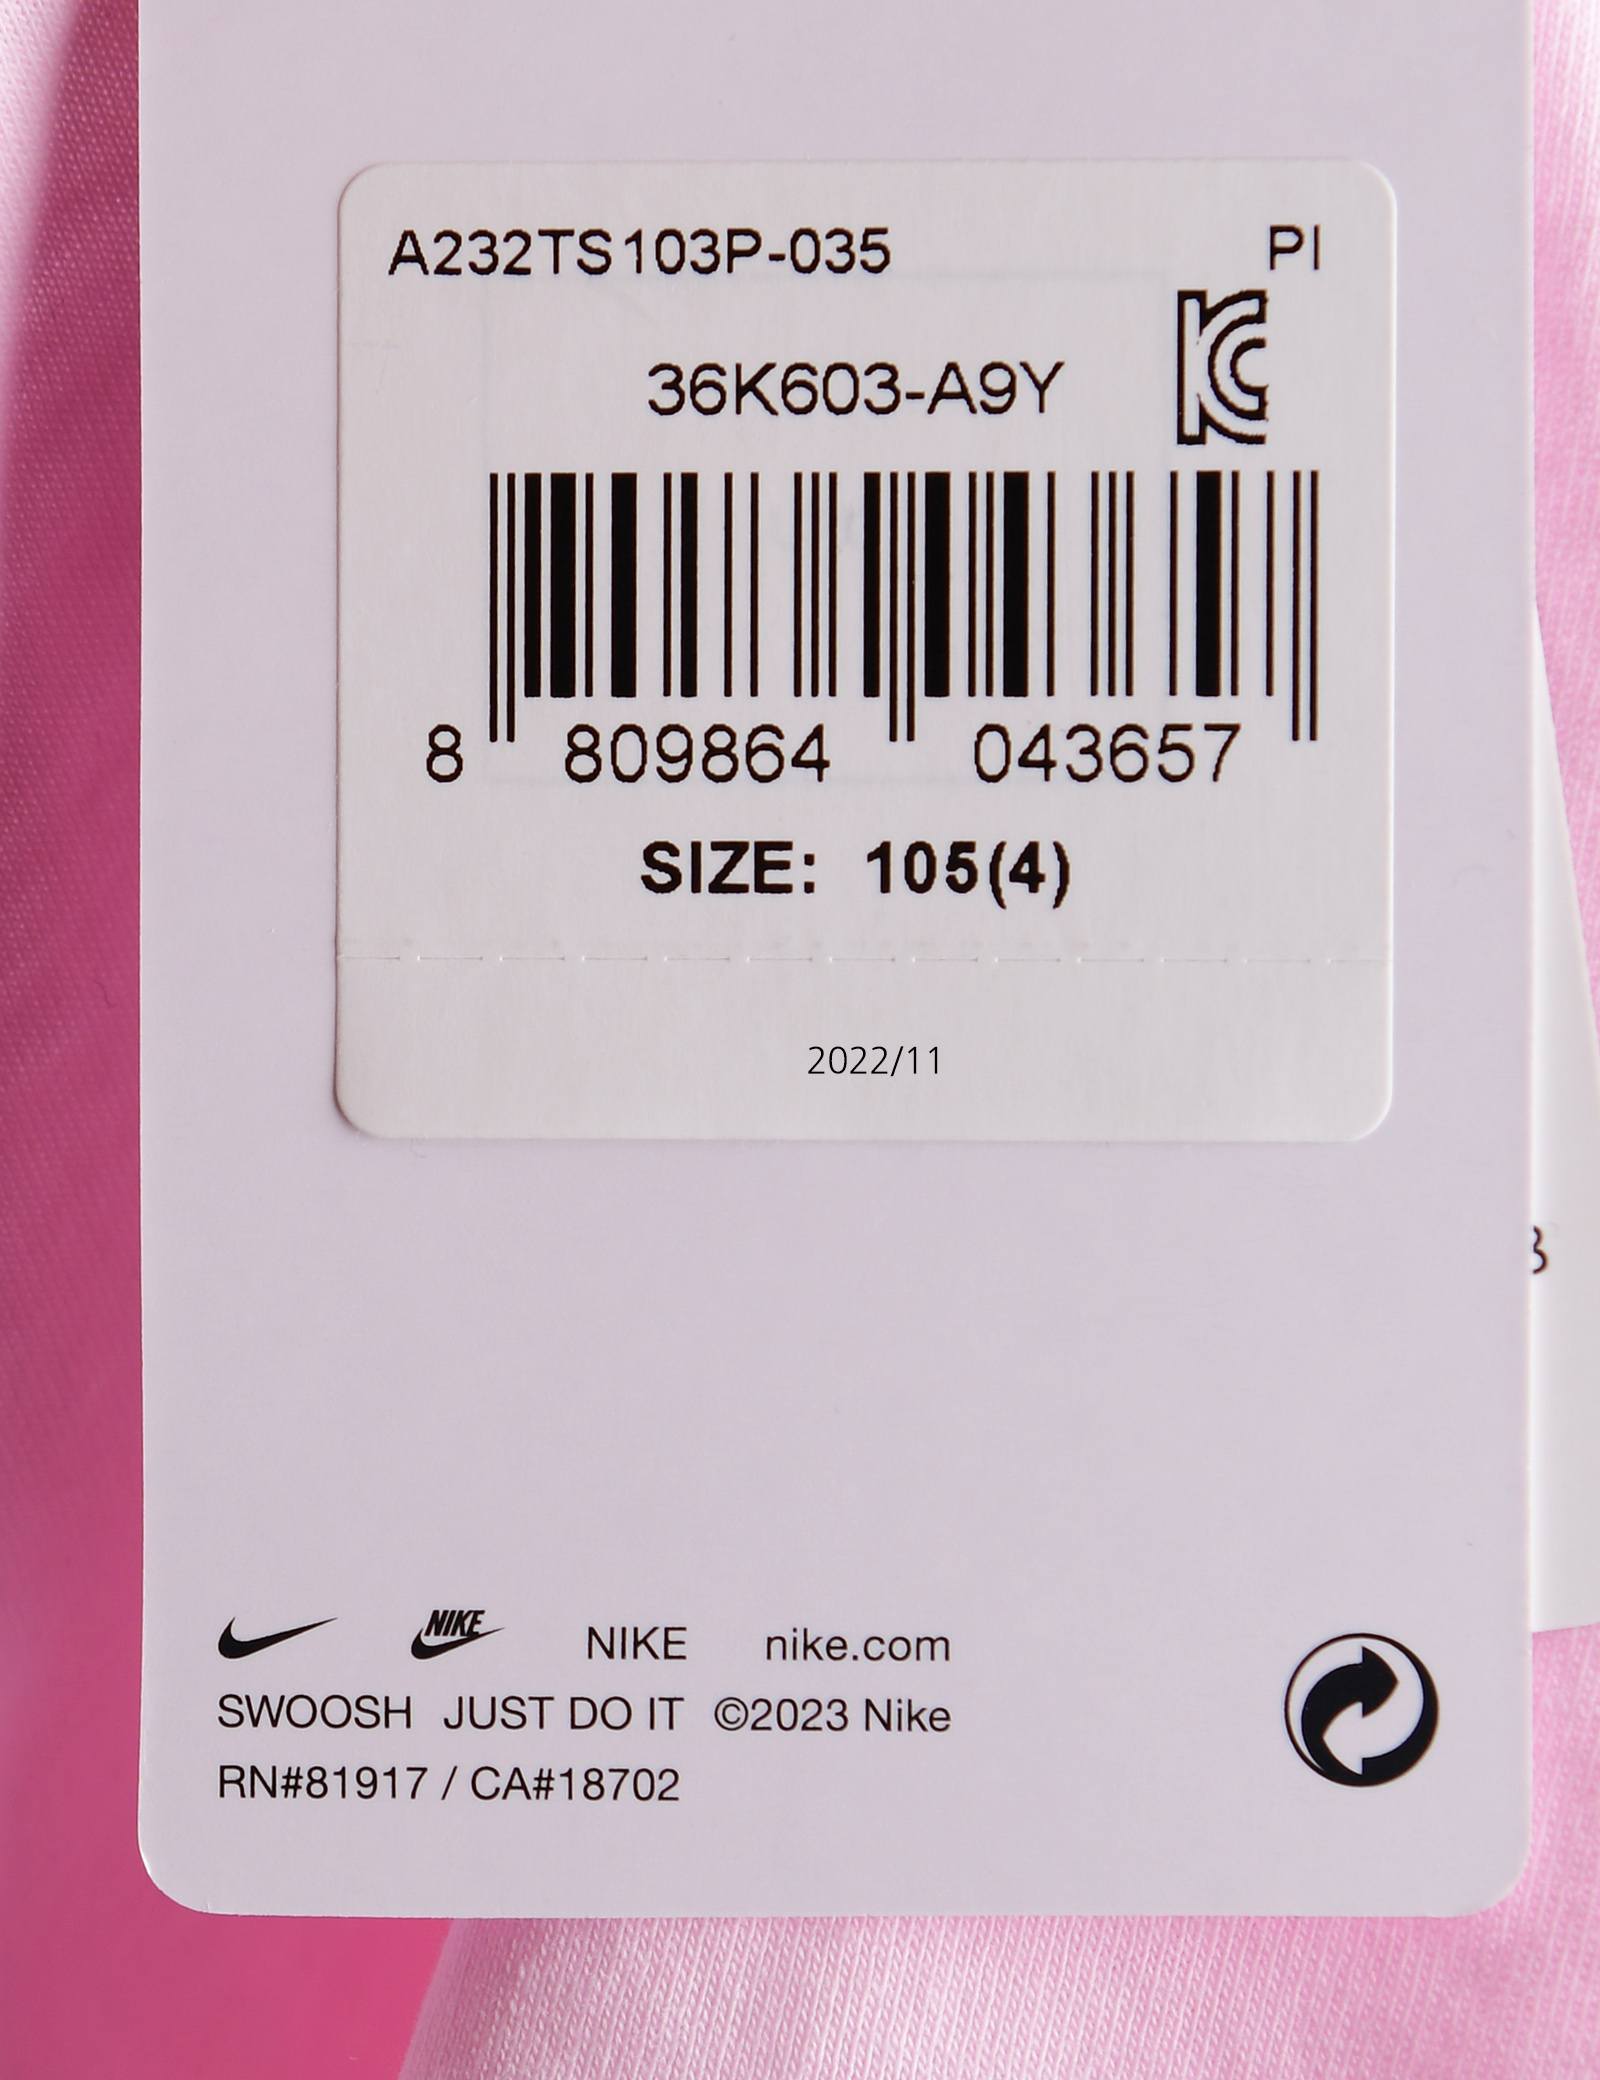 A232TS103P-035 PI
36K603-A9Y
8 809864 043657
SIZE: 105(4)
2022/11
NIKE NIKE nike.com
SWOOSH JUST DO IT ©2023 Nike
RN#81917 / CA#18702